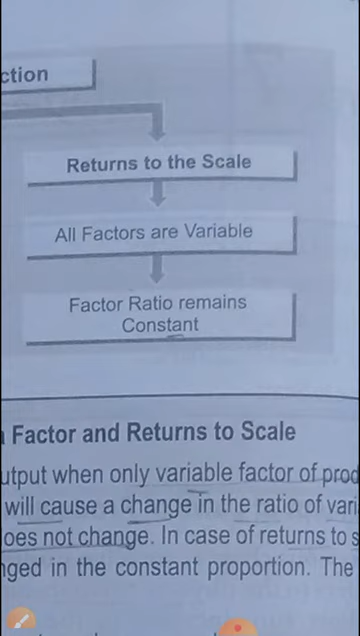 ction
Returns to the Scale
All Factors are Variable
Factor Ratio remains
Constant
Factor and Returns to Scale
utput when only variable factor of prod
will cause a change in the ratio of vari
oes not change. In case of returns to s
nged in the constant proportion. The